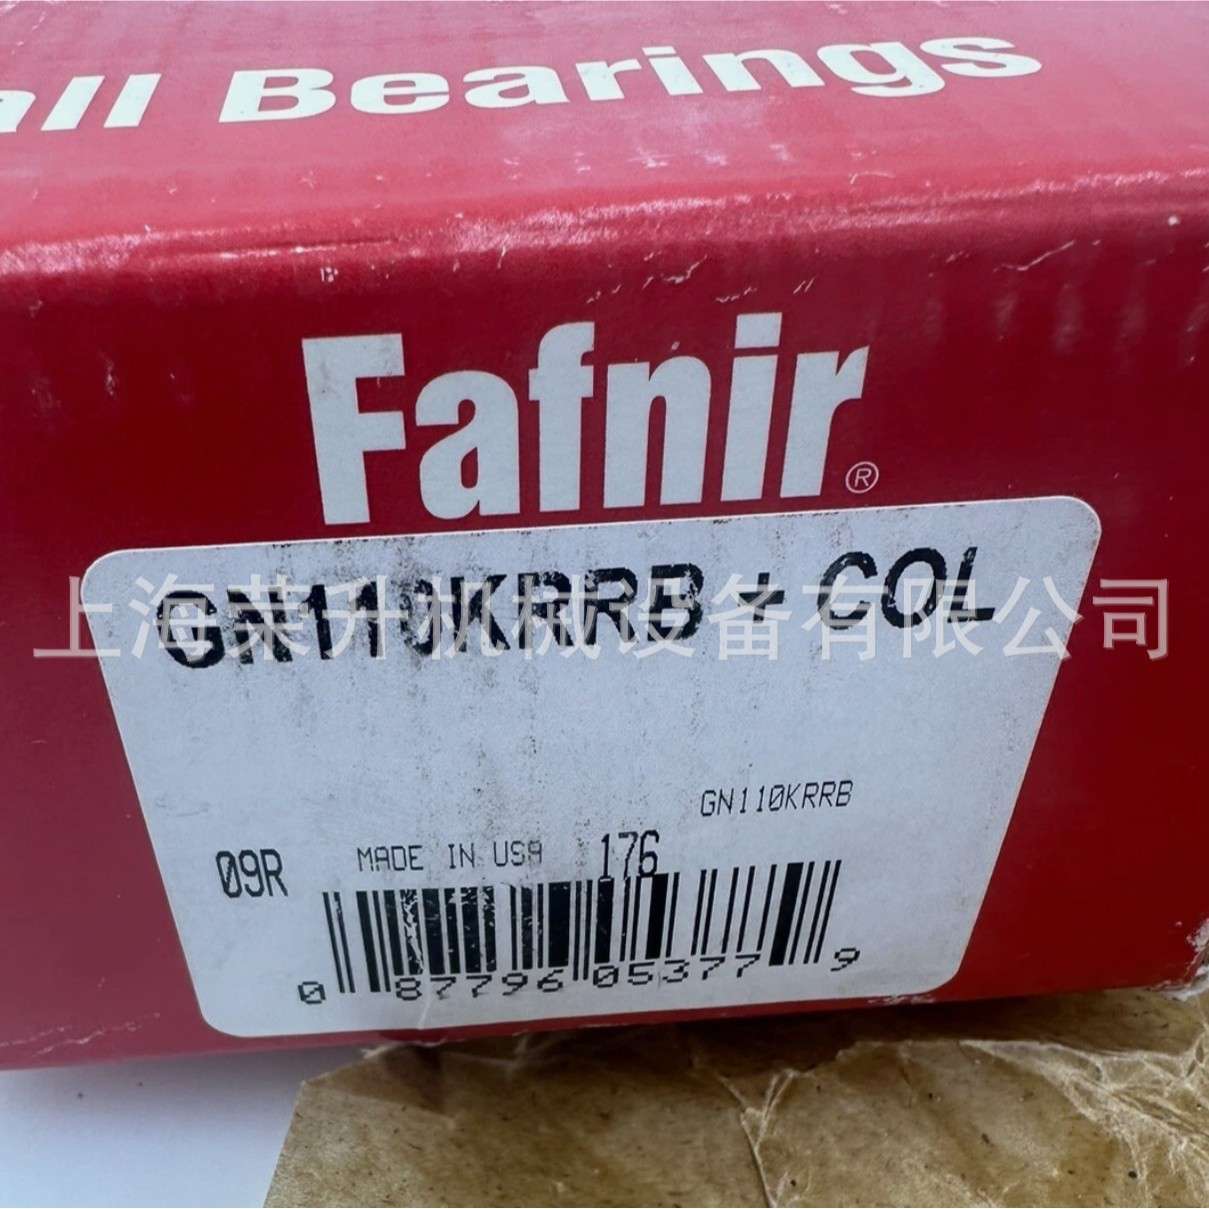 all Bearings
Fafnir®
GN110KRRB + COL
上海荣升机械设备有限公司
GN110KRRB
09R MADE IN USA 176
0 87796 05377 9